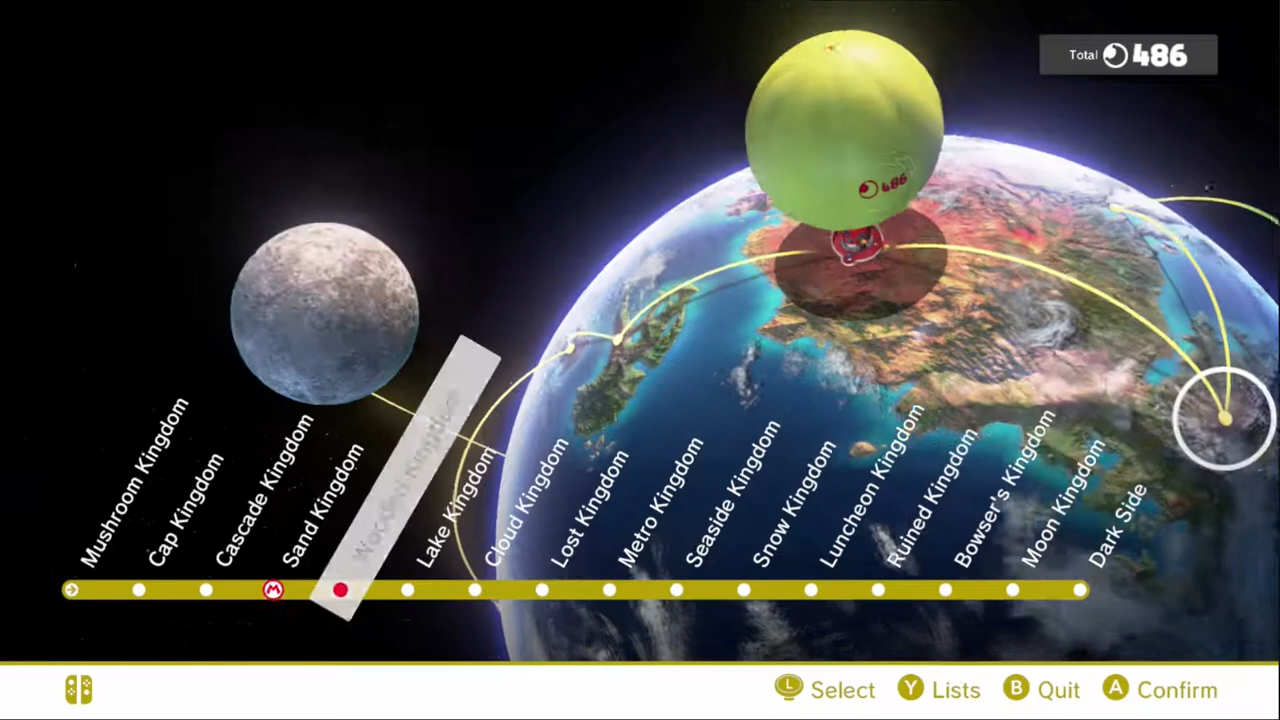 Total 486
486
Mushroom Kingdom
Cap Kingdom
Cascade Kingdom
Sand Kingdom
Lake Kingdom
Cloud Kingdom
Lost Kingdom
Metro Kingdom
Seaside Kingdom
Snow Kingdom
Luncheon Kingdom
Ruined Kingdom
Bowser's Kingdom
Moon Kingdom
Dark Side
M
L Select Y Lists B Quit A Confirm